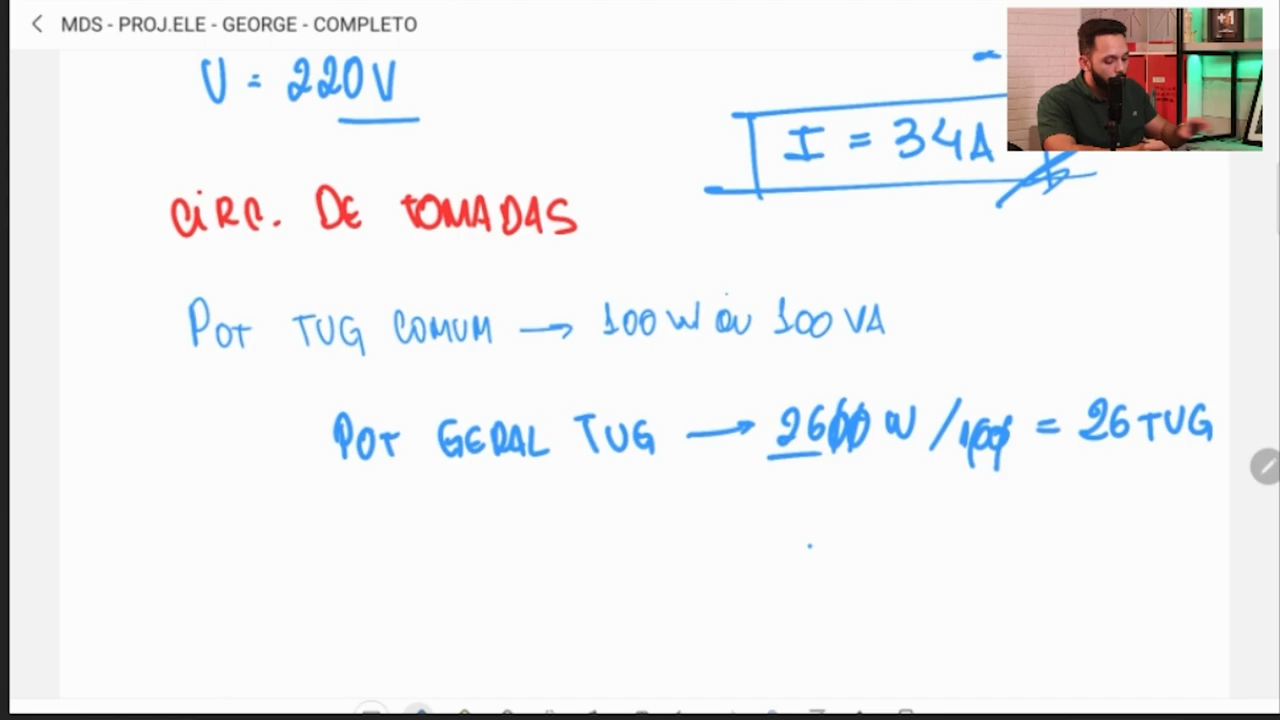 MDS - PROJ.ELE - GEORGE - COMPLETO
U = 220V
I = 34A
CIRC. DE TOMADAS
POT TUG COMUM → 100 W OU 100 VA
POT GERAL TUG → 2600 W / 100 = 26 TUG